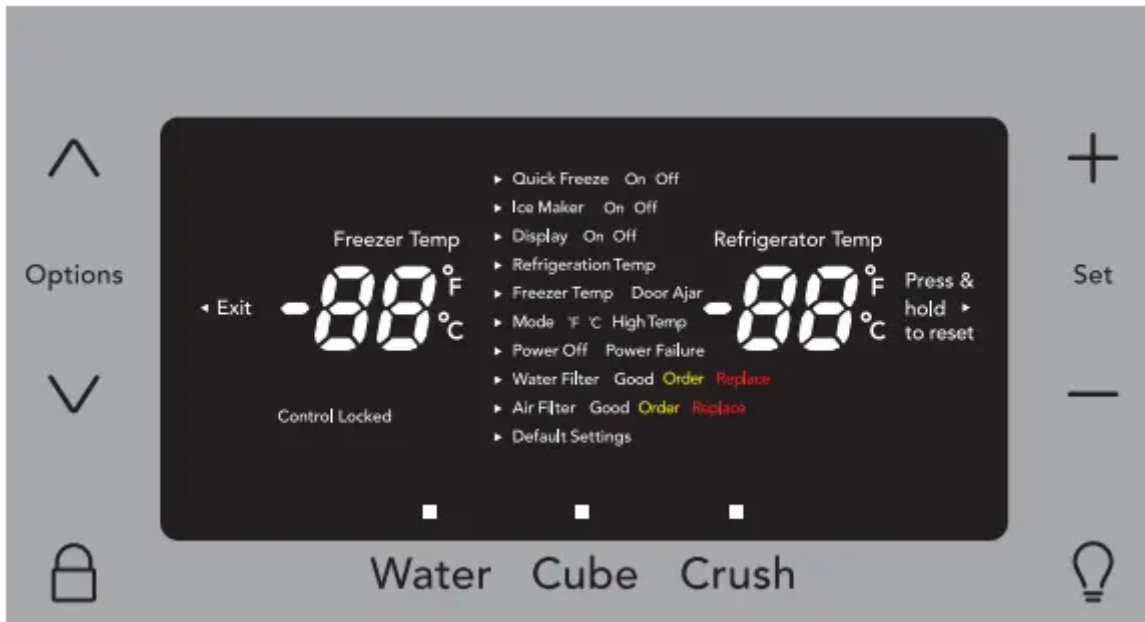 Quick Freeze On Off
Ice Maker On Off
Freezer Temp
Display On Off
Refrigerator Temp
Options
Refrigeration Temp
Set
-88 °F °C
Freezer Temp Door Ajar
-88 °F °C
Press &
hold
to reset
Exit
Mode °F °C High Temp
Power Off Power Failure
Water Filter Good Order Replace
Air Filter Good Order Replace
Control Locked
Default Settings
Water Cube Crush